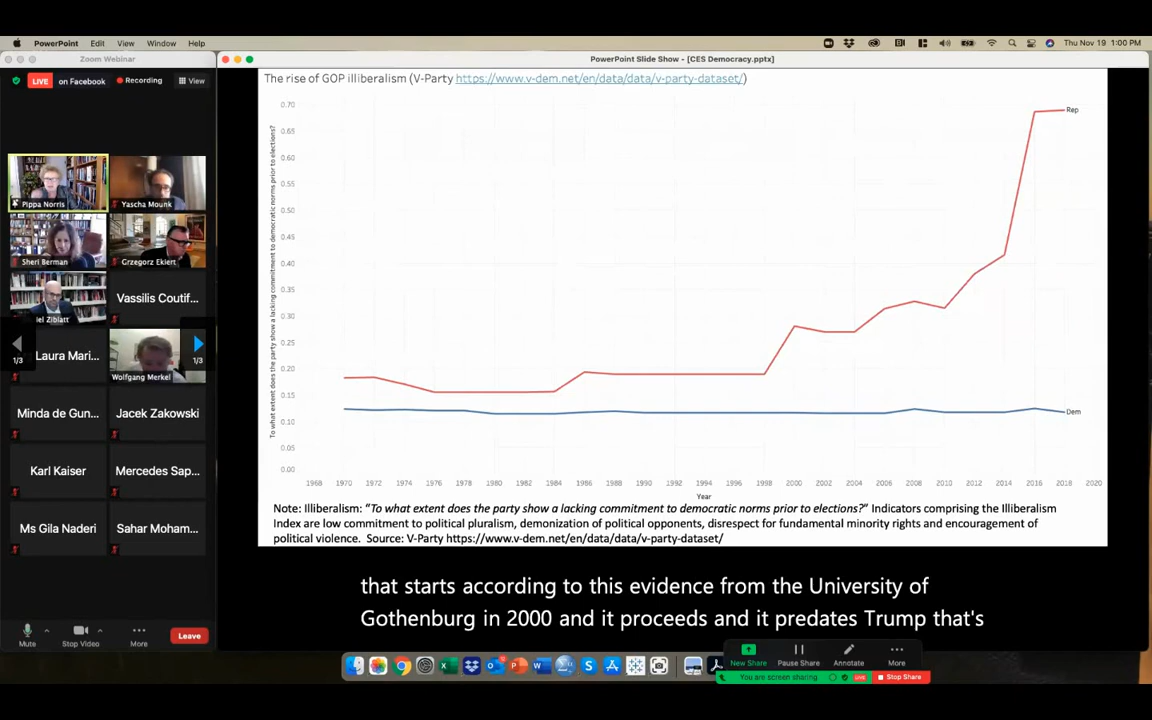 PowerPoint Edit View Window Help
Thu Nov 19 1:00 PM
Zoom Webinar
PowerPoint Slide Show - [CES Democracy.pptx]
LIVE on Facebook Recording View
The rise of GOP illiberalism (V-Party https://www.v-dem.net/en/data/data/v-party-dataset/)
Pippa Norris
Yascha Mounk
Sheri Berman
Grzegorz Ekiert
iel Ziblatt
Vassilis Coutif...
1/3
Laura Mari...
Wolfgang Merkel
1/3
Minda de Gun...
Jacek Zakowski
Karl Kaiser
Mercedes Sap...
Ms Gila Naderi
Sahar Moham...
To what extent does the party show a lacking commitment to democratic norms prior to elections?
0.70
0.65
0.60
0.55
0.50
0.45
0.40
0.35
0.30
0.25
0.20
0.15
0.10
0.05
0.00
Rep
Dem
1968 1970 1972 1974 1976 1978 1980 1982 1984 1986 1988 1990 1992 1994 1996 1998 2000 2002 2004 2006 2008 2010 2012 2014 2016 2018 2020
Year
Note: Illiberalism: “To what extent does the party show a lacking commitment to democratic norms prior to elections?” Indicators comprising the Illiberalism
Index are low commitment to political pluralism, demonization of political opponents, disrespect for fundamental minority rights and encouragement of
political violence. Source: V-Party https://www.v-dem.net/en/data/data/v-party-dataset/
that starts according to this evidence from the University of
Gothenburg in 2000 and it proceeds and it predates Trump that's
Mute
Stop Video
More
Leave
New Share
Pause Share
Annotate
More
You are screen sharing
LIVE
Stop Share